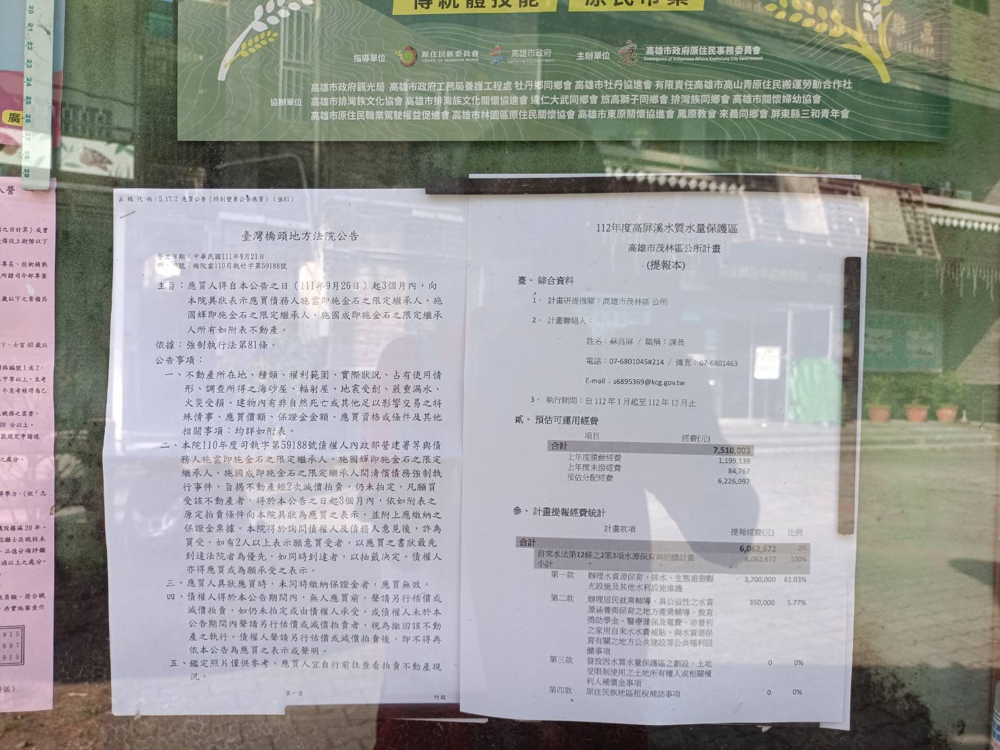 傳統體技能 原民市集
指導單位 原住民族委員會 高雄市政府 主辦單位 高雄市政府原住民事務委員會
COUNCIL OF INDIGENOUS PEOPLES Kaohsiung City Government Commission of Indigenous Affairs Kaohsiung City Government
高雄市政府觀光局 高雄市政府工務局養護工程處 牡丹鄉同鄉會 高雄市牡丹協進會 有限責任高雄市高山青原住民搬運勞動合作社
協辦單位 高雄市排灣族文化協會 高雄市排灣族文化關懷協進會 達仁大武同鄉會 旅高獅子同鄉會 排灣族同鄉會 高雄市關懷婦幼協會
高雄市原住民職業駕駛權益促進會 高雄市林園區原住民關懷協會 高雄市東原關懷協進會 鳳原教會 來義同鄉會 屏東縣三和青年會
20 21 22 23 24 25 26 27 28 29
廣
人營
之日計算）或曾
備役上尉階以下
專長、技術精熟
所隸司令部專案
歲以下之常備兵
下，士官40歲以
格編號1或2。
甲等以上，且考
年度考績得為乙
職務之需要。
00 分以上。
款規定申請退
之處分。
學力。(依「志
設籍滿 20 年。
志願士兵現役未
、品德分項評鑑
過以上之處分。
員額，符合職
再實施審查作
915
897
915
區）
函稿代碼：5.17.2 應買公告（特別變賣公告應買）（強81）
臺灣橋頭地方法院公告
發文日期：中華民國111年9月21日
號：橋院雲110司執竹字第59188號
主旨：應買人得自本公告之日（111年9月26日）起3個月內，向
本院具狀表示應買債務人施雲即施金石之限定繼承人、施
國輝即施金石之限定繼承人、施國成即施金石之限定繼承
人所有如附表不動產。
依據：強制執行法第81條。
公告事項：
一、不動產所在地、種類、權利範圍、實際狀況、占有使用情
形、調查所得之海砂屋、輻射屋、地震受創、嚴重漏水、
火災受損、建物內有非自然死亡或其他足以影響交易之特
殊情事、應買價額、保證金金額、應買資格或條件及其他
相關事項：均詳如附表。
二、本院110年度司執字第59188號債權人內政部營建署等與債
務人施雲即施金石之限定繼承人、施國輝即施金石之限定
繼承人、施國成即施金石之限定繼承人間清償債務強制執
行事件，旨揭不動產經2次減價拍賣，仍未拍定，凡願買
受該不動產者，得於本公告之日起3個月內，依如附表之
原定拍賣條件向本院具狀為應買之表示，並附上應繳納之
保證金票據。本院得於詢問債權人及債務人意見後，許為
買受。如有2人以上表示願意買受者，以應買之書狀最先
到達法院者為優先，如同時到達者，以抽籤決定。債權人
亦得應買或為願承受之表示。
三、應買人具狀應買時，未同時繳納保證金者，應買無效。
四、債權人得於本公告期間內，無人應買前，聲請另行估價或
減價拍賣，如仍未拍定或由債權人承受，或債權人未於本
公告期間內聲請另行估價或減價拍賣者，視為撤回該不動
產之執行。債權人聲請另行估價或減價拍賣後，即不得再
依本公告為應買之表示或聲明。
五、鑑定照片僅供參考，應買人宜自行前往查看拍賣不動產現
況。
第一頁
竹股
112年度高屏溪水質水量保護區
高雄市茂林區公所計畫
(提報本)
臺、綜合資料
1、 計畫研提機關：高雄市茂林區 公所
2、 計畫聯絡人：
姓名：蘇昌屏 / 職稱：課員
電話：07-6801045#214 / 傳真：07-6801463
E-mail：s6895369@kcg.gov.tw
3、 執行期間：自 112 年 1 月起至 112 年 12 月止
貳、預估可運用經費
項目 經費(元)
合計 7,510,003
上年度賸餘經費 1,199,139
上年度未撥經費 84,767
預估分配經費 6,226,097
參、計畫提報經費統計
計畫款項 提報經費(元) 比例
合計 6,062,672 0%
自來水法第12條之2第3項水源保育與回饋計畫 6,062,672 100%
小計
第一款 辦理水資源保育、排水、生態遊憩觀 3,700,000 61.03%
光設施及其他水利設施維護
第二款 辦理居民就業輔導、具公益性之水資 350,000 5.77%
源涵養與保育之地方產業輔導、教育
獎助學金、醫療健保及電費、非營利
之家用自來水水費補貼、與水資源保
育有關之地方公共建設等公共福利回
饋事項
第三款 發放因水質水量保護區之劃設，土地 0 0%
受限制使用之土地所有權人或相關權
利人補償金事項
第四款 原住民族地區租稅補助事項 0 0%